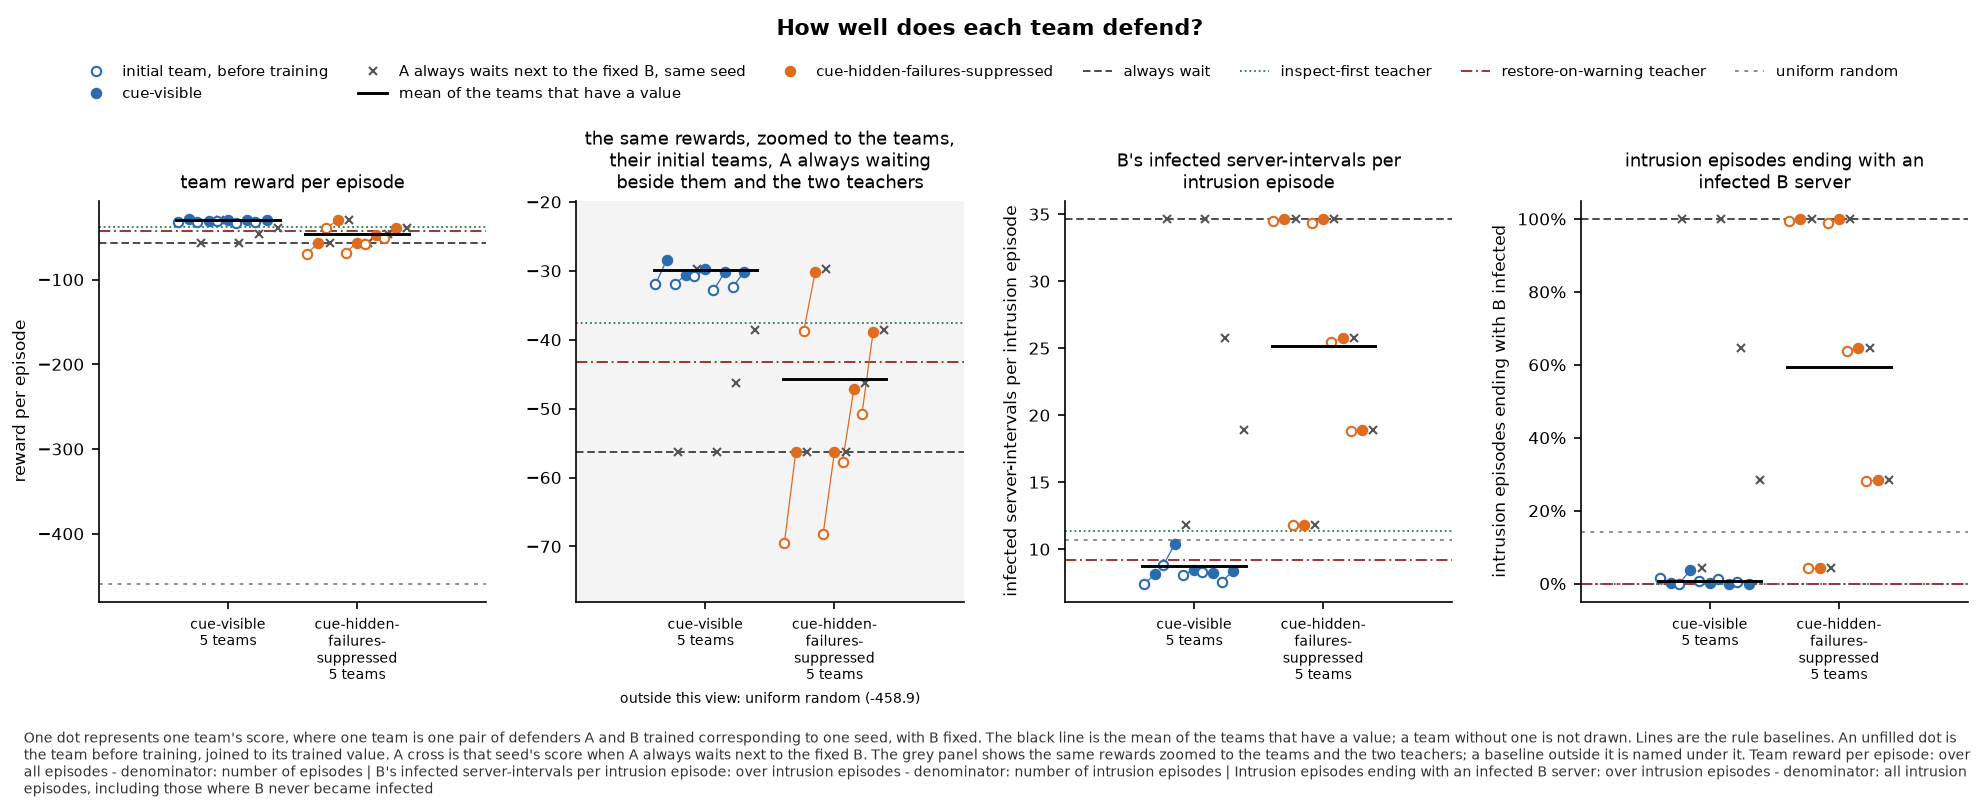 How well does each team defend?
initial team, before training
A always waits next to the fixed B, same seed
cue-hidden-failures-suppressed
always wait
inspect-first teacher
restore-on-warning teacher
uniform random
cue-visible
mean of the teams that have a value
team reward per episode
reward per episode
−100
−200
−300
−400
cue-visible
5 teams
cue-hidden-
failures-
suppressed
5 teams
the same rewards, zoomed to the teams,
their initial teams, A always waiting
beside them and the two teachers
−20
−30
−40
−50
−60
−70
cue-visible
5 teams
cue-hidden-
failures-
suppressed
5 teams
outside this view: uniform random (-458.9)
B's infected server-intervals per
intrusion episode
infected server-intervals per intrusion episode
35
30
25
20
15
10
cue-visible
5 teams
cue-hidden-
failures-
suppressed
5 teams
intrusion episodes ending with an
infected B server
intrusion episodes ending with B infected
100%
80%
60%
40%
20%
0%
cue-visible
5 teams
cue-hidden-
failures-
suppressed
5 teams
One dot represents one team's score, where one team is one pair of defenders A and B trained corresponding to one seed, with B fixed. The black line is the mean of the teams that have a value; a team without one is not drawn. Lines are the rule baselines. An unfilled dot is
the team before training, joined to its trained value. A cross is that seed's score when A always waits next to the fixed B. The grey panel shows the same rewards zoomed to the teams and the two teachers; a baseline outside it is named under it. Team reward per episode: over
all episodes - denominator: number of episodes | B's infected server-intervals per intrusion episode: over intrusion episodes - denominator: number of intrusion episodes | Intrusion episodes ending with an infected B server: over intrusion episodes - denominator: all intrusion
episodes, including those where B never became infected